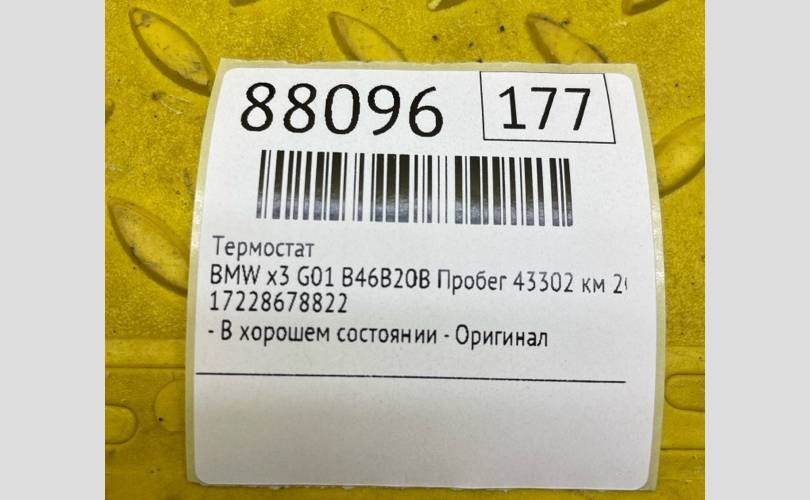 88096 177
Термостат
BMW x3 G01 B46B20B Пробег 43302 км
17228678822
- В хорошем состоянии - Оригинал